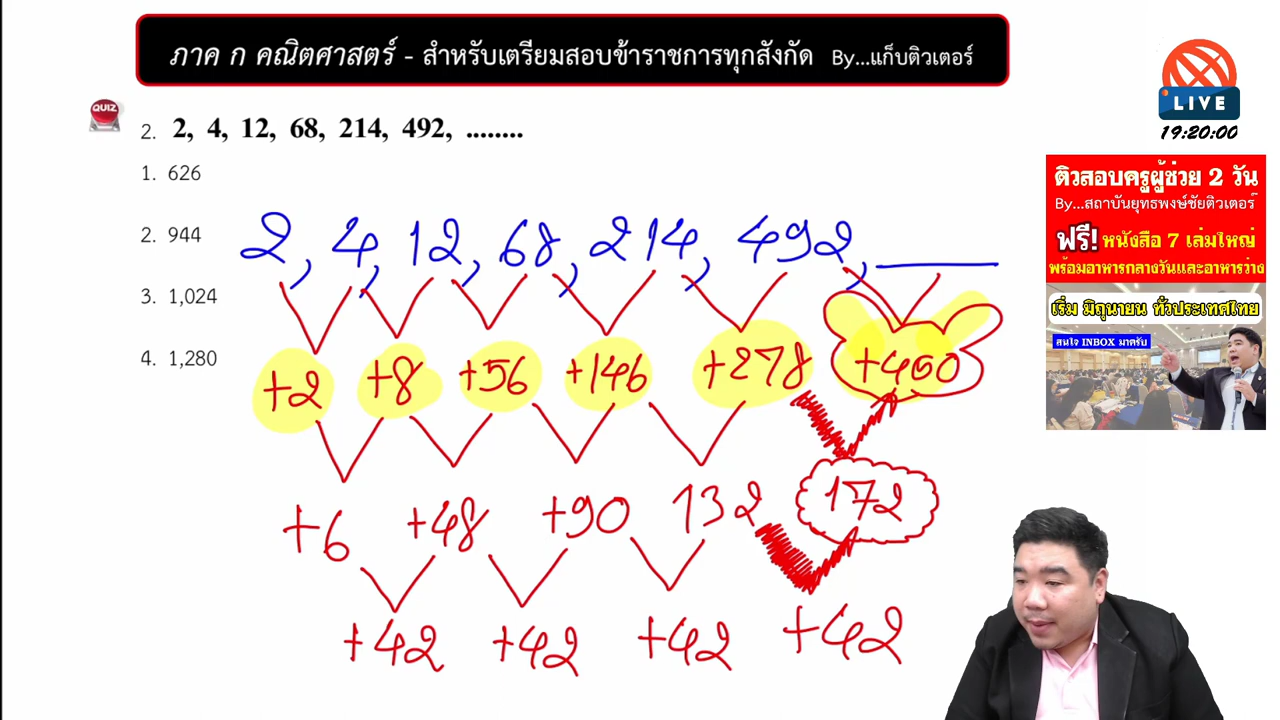 ภาค ก คณิตศาสตร์ - สำหรับเตรียมสอบข้าราชการทุกสังกัด By...แก็บติวเตอร์
LIVE
19:20:00
QUIZ
2. 2, 4, 12, 68, 214, 492, ........
1. 626
2. 944
3. 1,024
4. 1,280
2, 4, 12, 68, 214, 492, ____
+2 +8 +56 +146 +278 +450
+6 +48 +90 132 172
+42 +42 +42 +42
ติวสอบครูผู้ช่วย 2 วัน
By...สถาบันยุทธพงษ์ชัยติวเตอร์
ฟรี! หนังสือ 7 เล่มใหญ่
พร้อมอาหารกลางวันและอาหารว่าง
เริ่ม มิถุนายน ทั่วประเทศไทย
สนใจ INBOX มาครับ